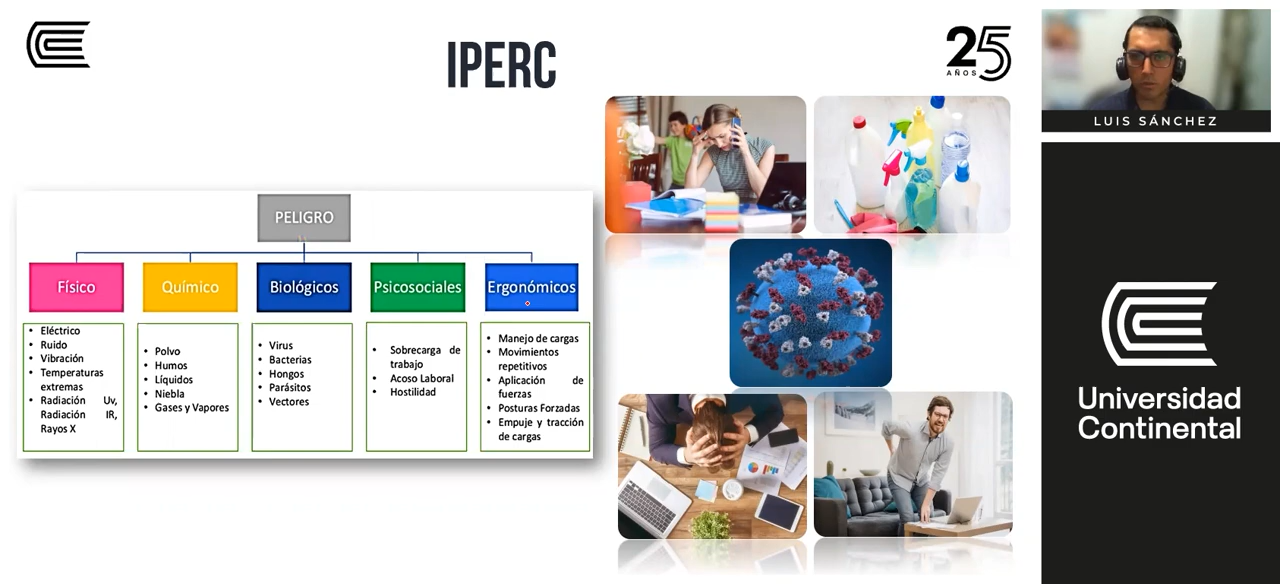 IPERC
25
AÑOS
LUIS SÁNCHEZ
PELIGRO
Físico
Químico
Biológicos
Psicosociales
Ergonómicos
• Eléctrico
• Ruido
• Vibración
• Temperaturas
extremas
• Radiación Uv,
Radiación IR,
Rayos X
• Polvo
• Humos
• Líquidos
• Niebla
• Gases y Vapores
• Virus
• Bacterias
• Hongos
• Parásitos
• Vectores
• Sobrecarga de
trabajo
• Acoso Laboral
• Hostilidad
• Manejo de cargas
• Movimientos
repetitivos
• Aplicación de
fuerzas
• Posturas Forzadas
• Empuje y tracción
de cargas
Universidad
Continental